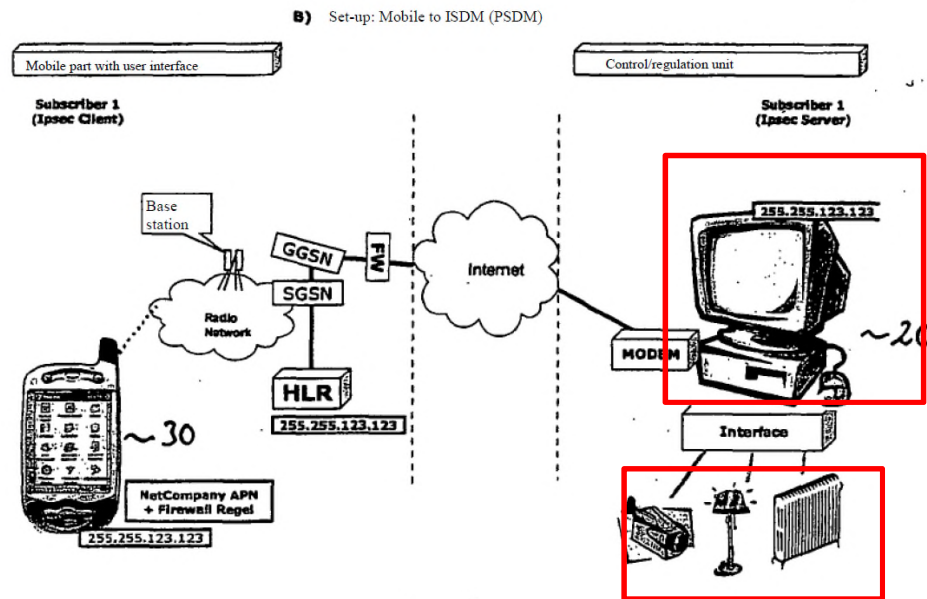 B) Set-up: Mobile to ISDM (PSDM)
Mobile part with user interface
Control/regulation unit
Subscriber 1
(Ipsec Client)
Subscriber 1
(Ipsec Server)
Base
station
255.255.123.123
GGSN
FW
Internet
SGSN
Radio
Network
MODEM
~20
HLR
255.255.123.123
Interface
~30
NetCompany APN
+ Firewall Regel
255.255.123.123